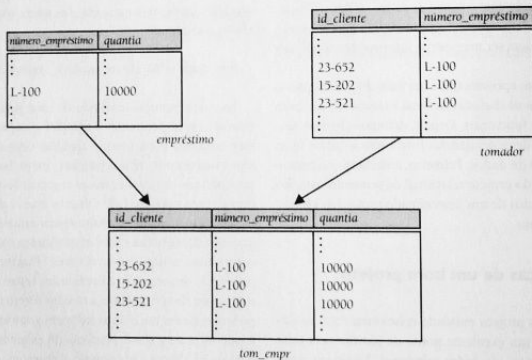 número_empréstimo quantia
L-100 10000
empréstimo
id_cliente número_empréstimo
23-652 L-100
15-202 L-100
23-521 L-100
tomador
id_cliente número_empréstimo quantia
23-652 L-100 10000
15-202 L-100 10000
23-521 L-100 10000
tom_empr